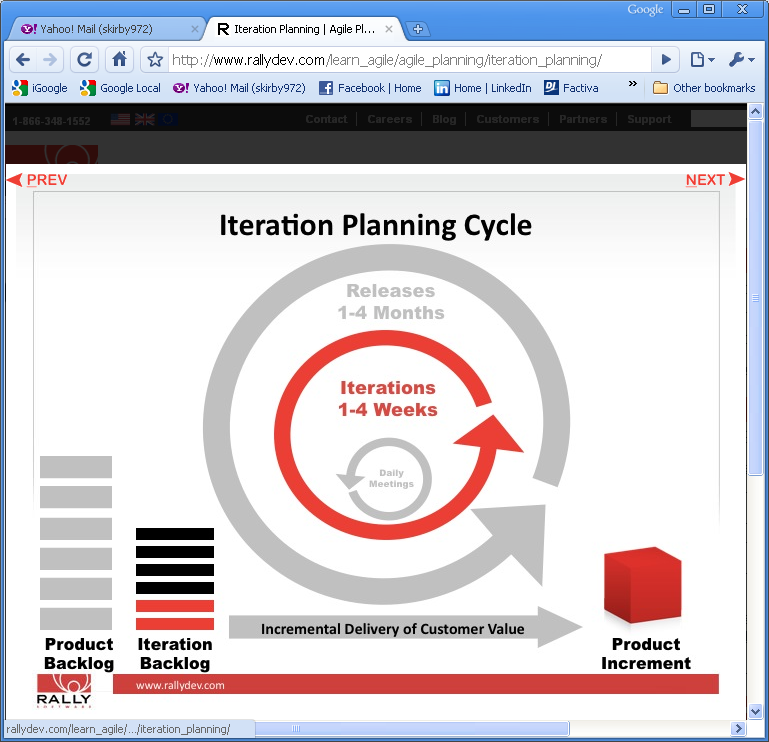 Google
Yahoo! Mail (skirby972)
Iteration Planning | Agile Pl...
http://www.rallydev.com/learn_agile/agile_planning/iteration_planning/
iGoogle
Google Local
Yahoo! Mail (skirby972)
Facebook | Home
Home | LinkedIn
DJ
Factiva
»
Other bookmarks
1-866-348-1552
Contact
Careers
Blog
Customers
Partners
Support
PREV
NEXT
Iteration Planning Cycle
Releases
1-4 Months
Iterations
1-4 Weeks
Daily
Meetings
Incremental Delivery of Customer Value
Product
Backlog
Iteration
Backlog
Product
Increment
RALLY
SOFTWARE
www.rallydev.com
rallydev.com/learn_agile/.../iteration_planning/